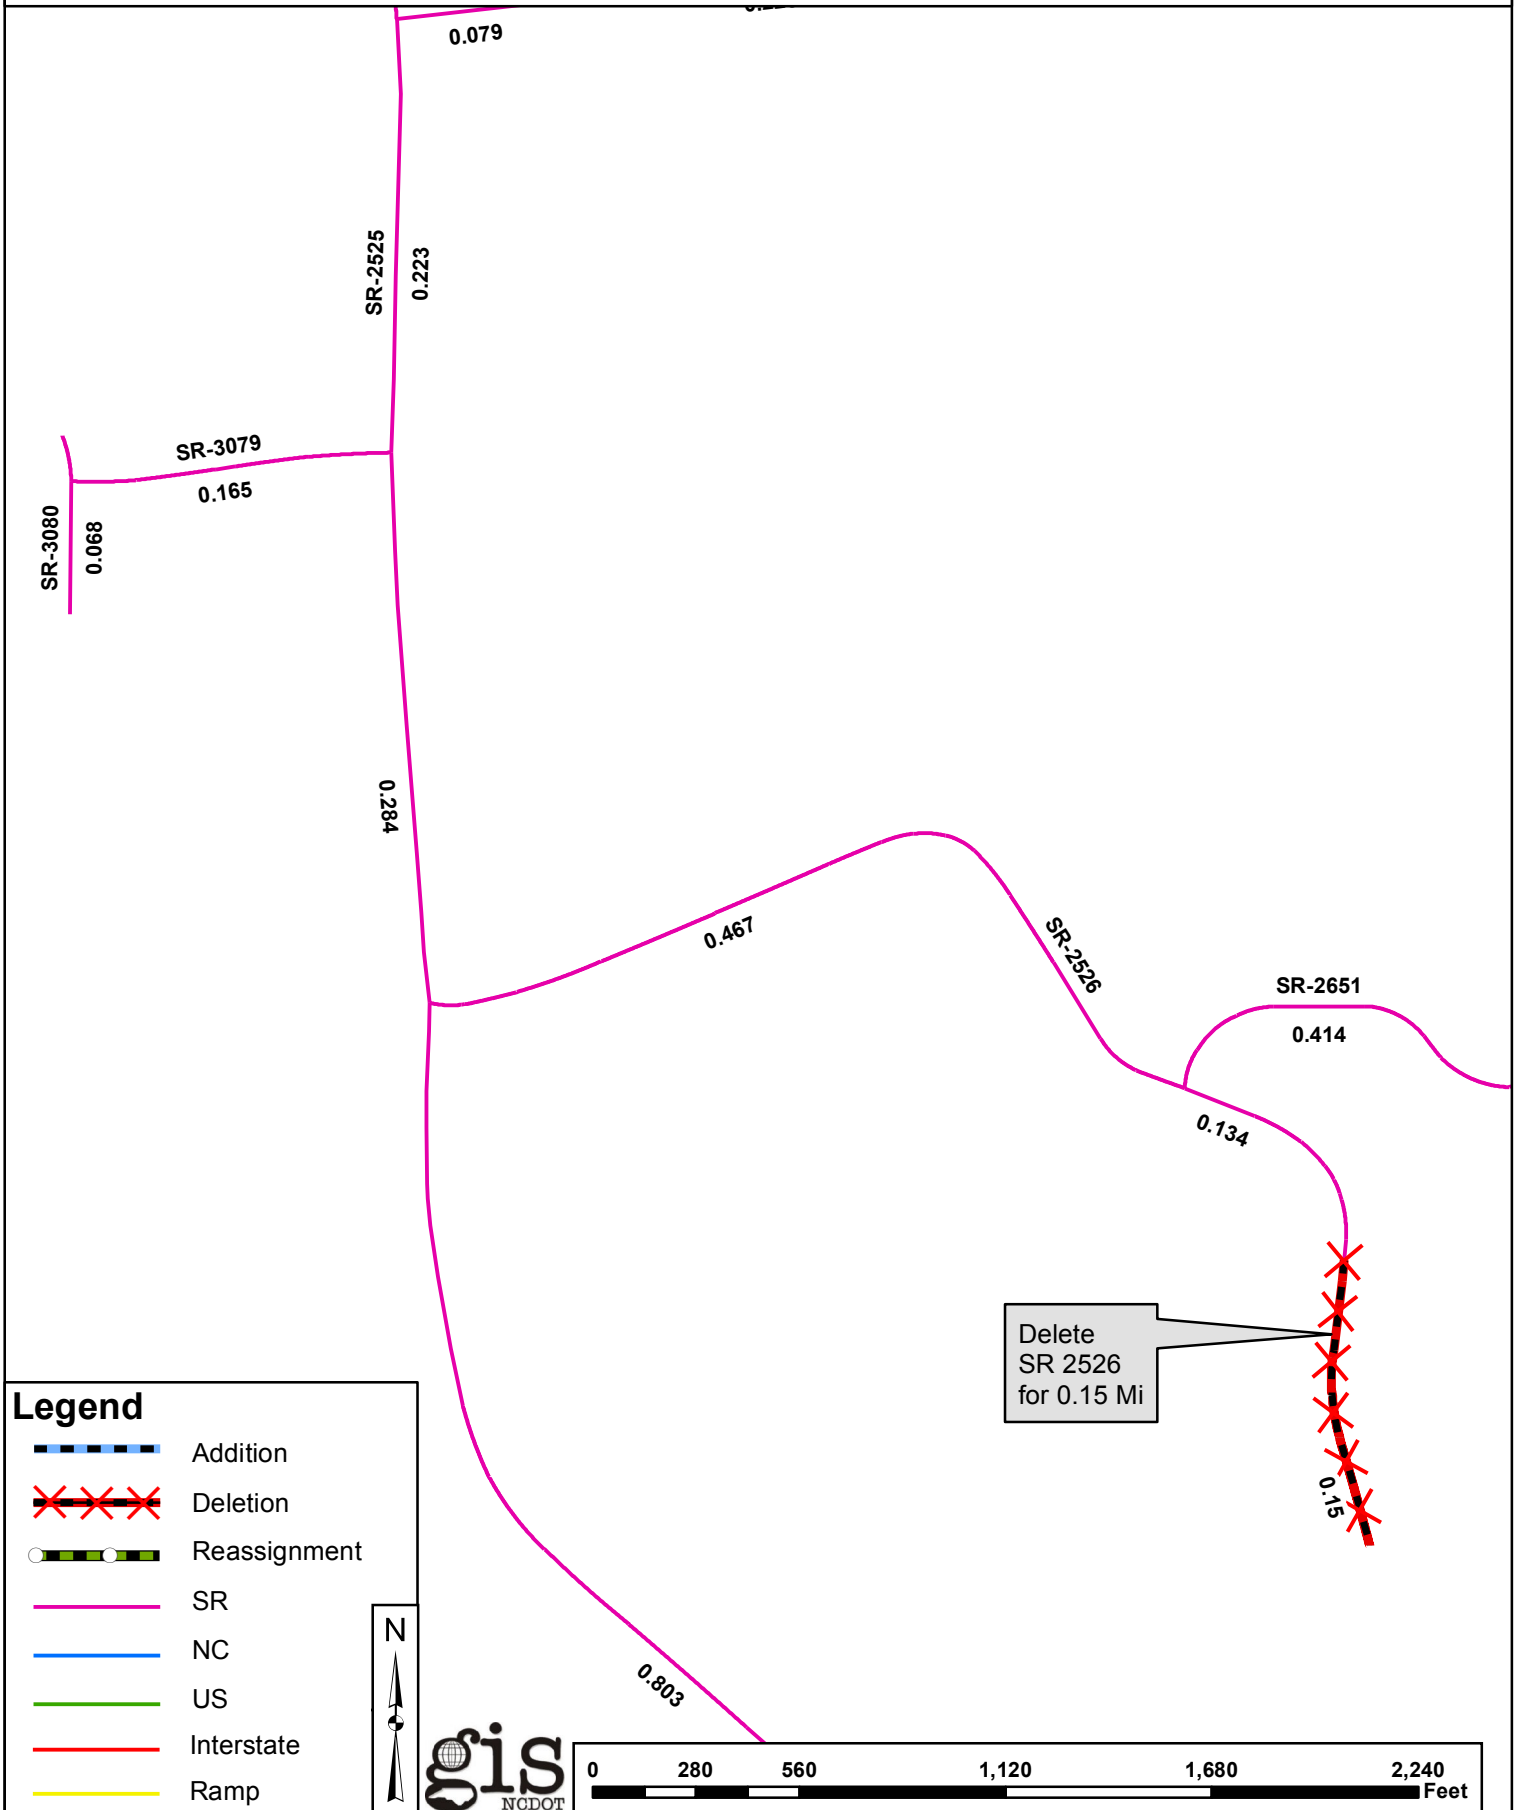 0.079
SR-2525
0.223
SR-3079
0.165
SR-3080
0.068
0.284
0.467
SR-2526
SR-2651
0.414
0.134
Delete
SR 2526
for 0.15 Mi
0.15
0.803
Legend
Addition
Deletion
Reassignment
SR
NC
US
Interstate
Ramp
N
gis
NCDOT
0 280 560 1,120 1,680 2,240
Feet